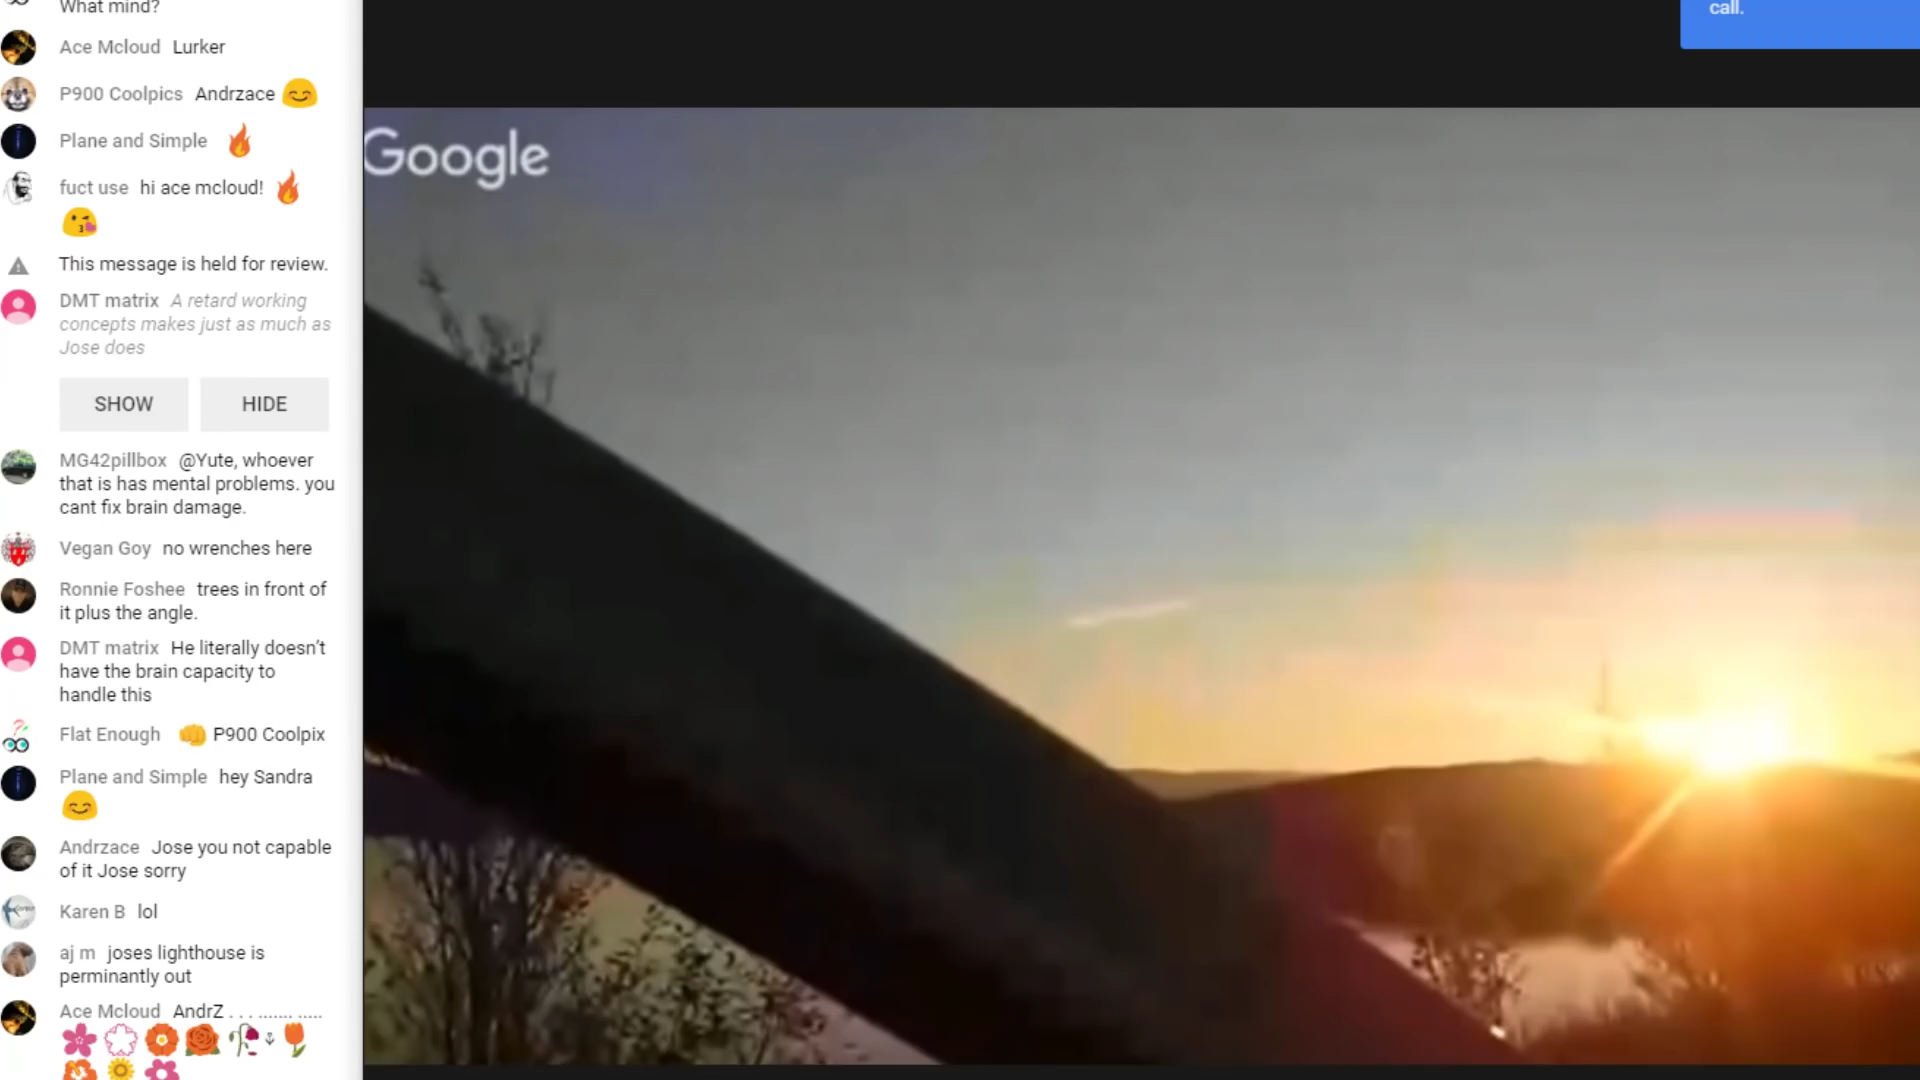 What mind?
Ace Mcloud Lurker
P900 Coolpics Andrzace 😊
Plane and Simple 🔥
fuct use hi ace mcloud! 🔥
😘
This message is held for review.
DMT matrix A retard working
concepts makes just as much as
Jose does
SHOW HIDE
MG42pillbox @Yute, whoever
that is has mental problems. you
cant fix brain damage.
Vegan Goy no wrenches here
Ronnie Foshee trees in front of
it plus the angle.
DMT matrix He literally doesn't
have the brain capacity to
handle this
Flat Enough 👊 P900 Coolpix
Plane and Simple hey Sandra
😊
Andrzace Jose you not capable
of it Jose sorry
Karen B lol
aj m joses lighthouse is
perminantly out
Ace Mcloud AndrZ . . . ....... .....
call.
Google